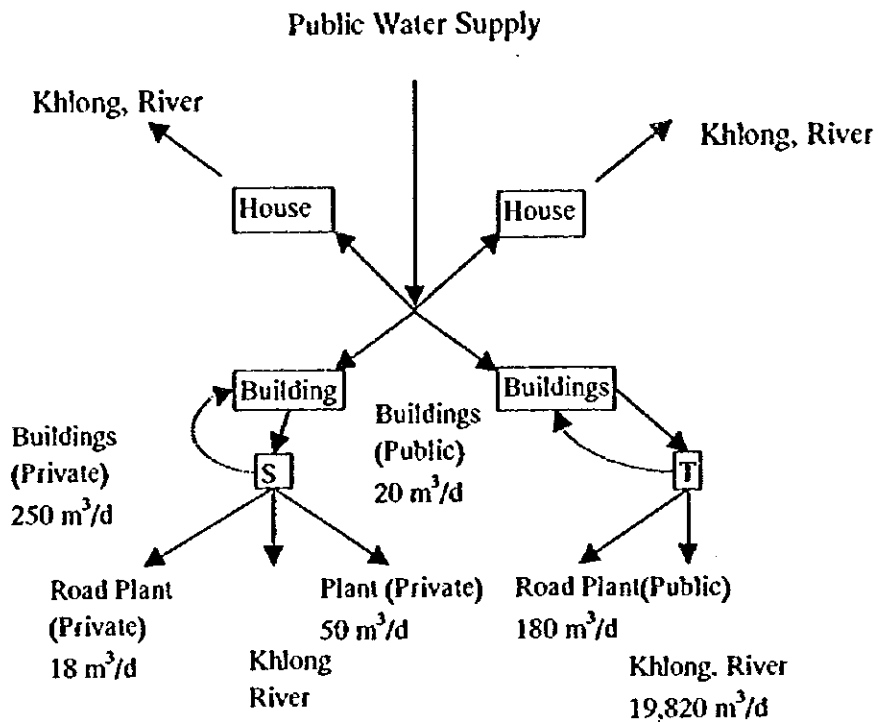 Public Water Supply
Khlong, River
Khlong, River
House
House
Building
Buildings
Buildings
(Private)
250 m³/d
Buildings
(Public)
20 m³/d
S
T
Road Plant
(Private)
18 m³/d
Khlong
River
Plant (Private)
50 m³/d
Road Plant(Public)
180 m³/d
Khlong. River
19,820 m³/d